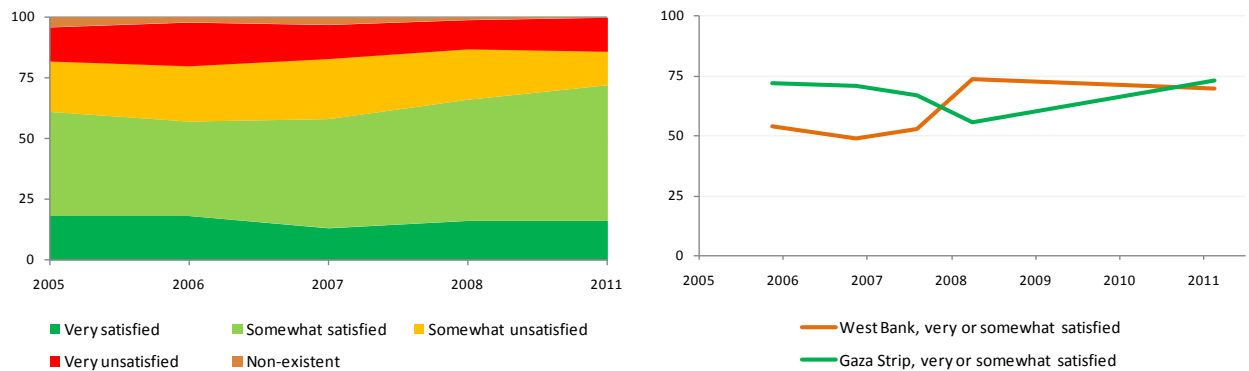 100
75
50
25
0
2005 2006 2007 2008 2011
Very satisfied Somewhat satisfied Somewhat unsatisfied
Very unsatisfied Non-existent
100
75
50
25
0
2005 2006 2007 2008 2009 2010 2011
West Bank, very or somewhat satisfied
Gaza Strip, very or somewhat satisfied